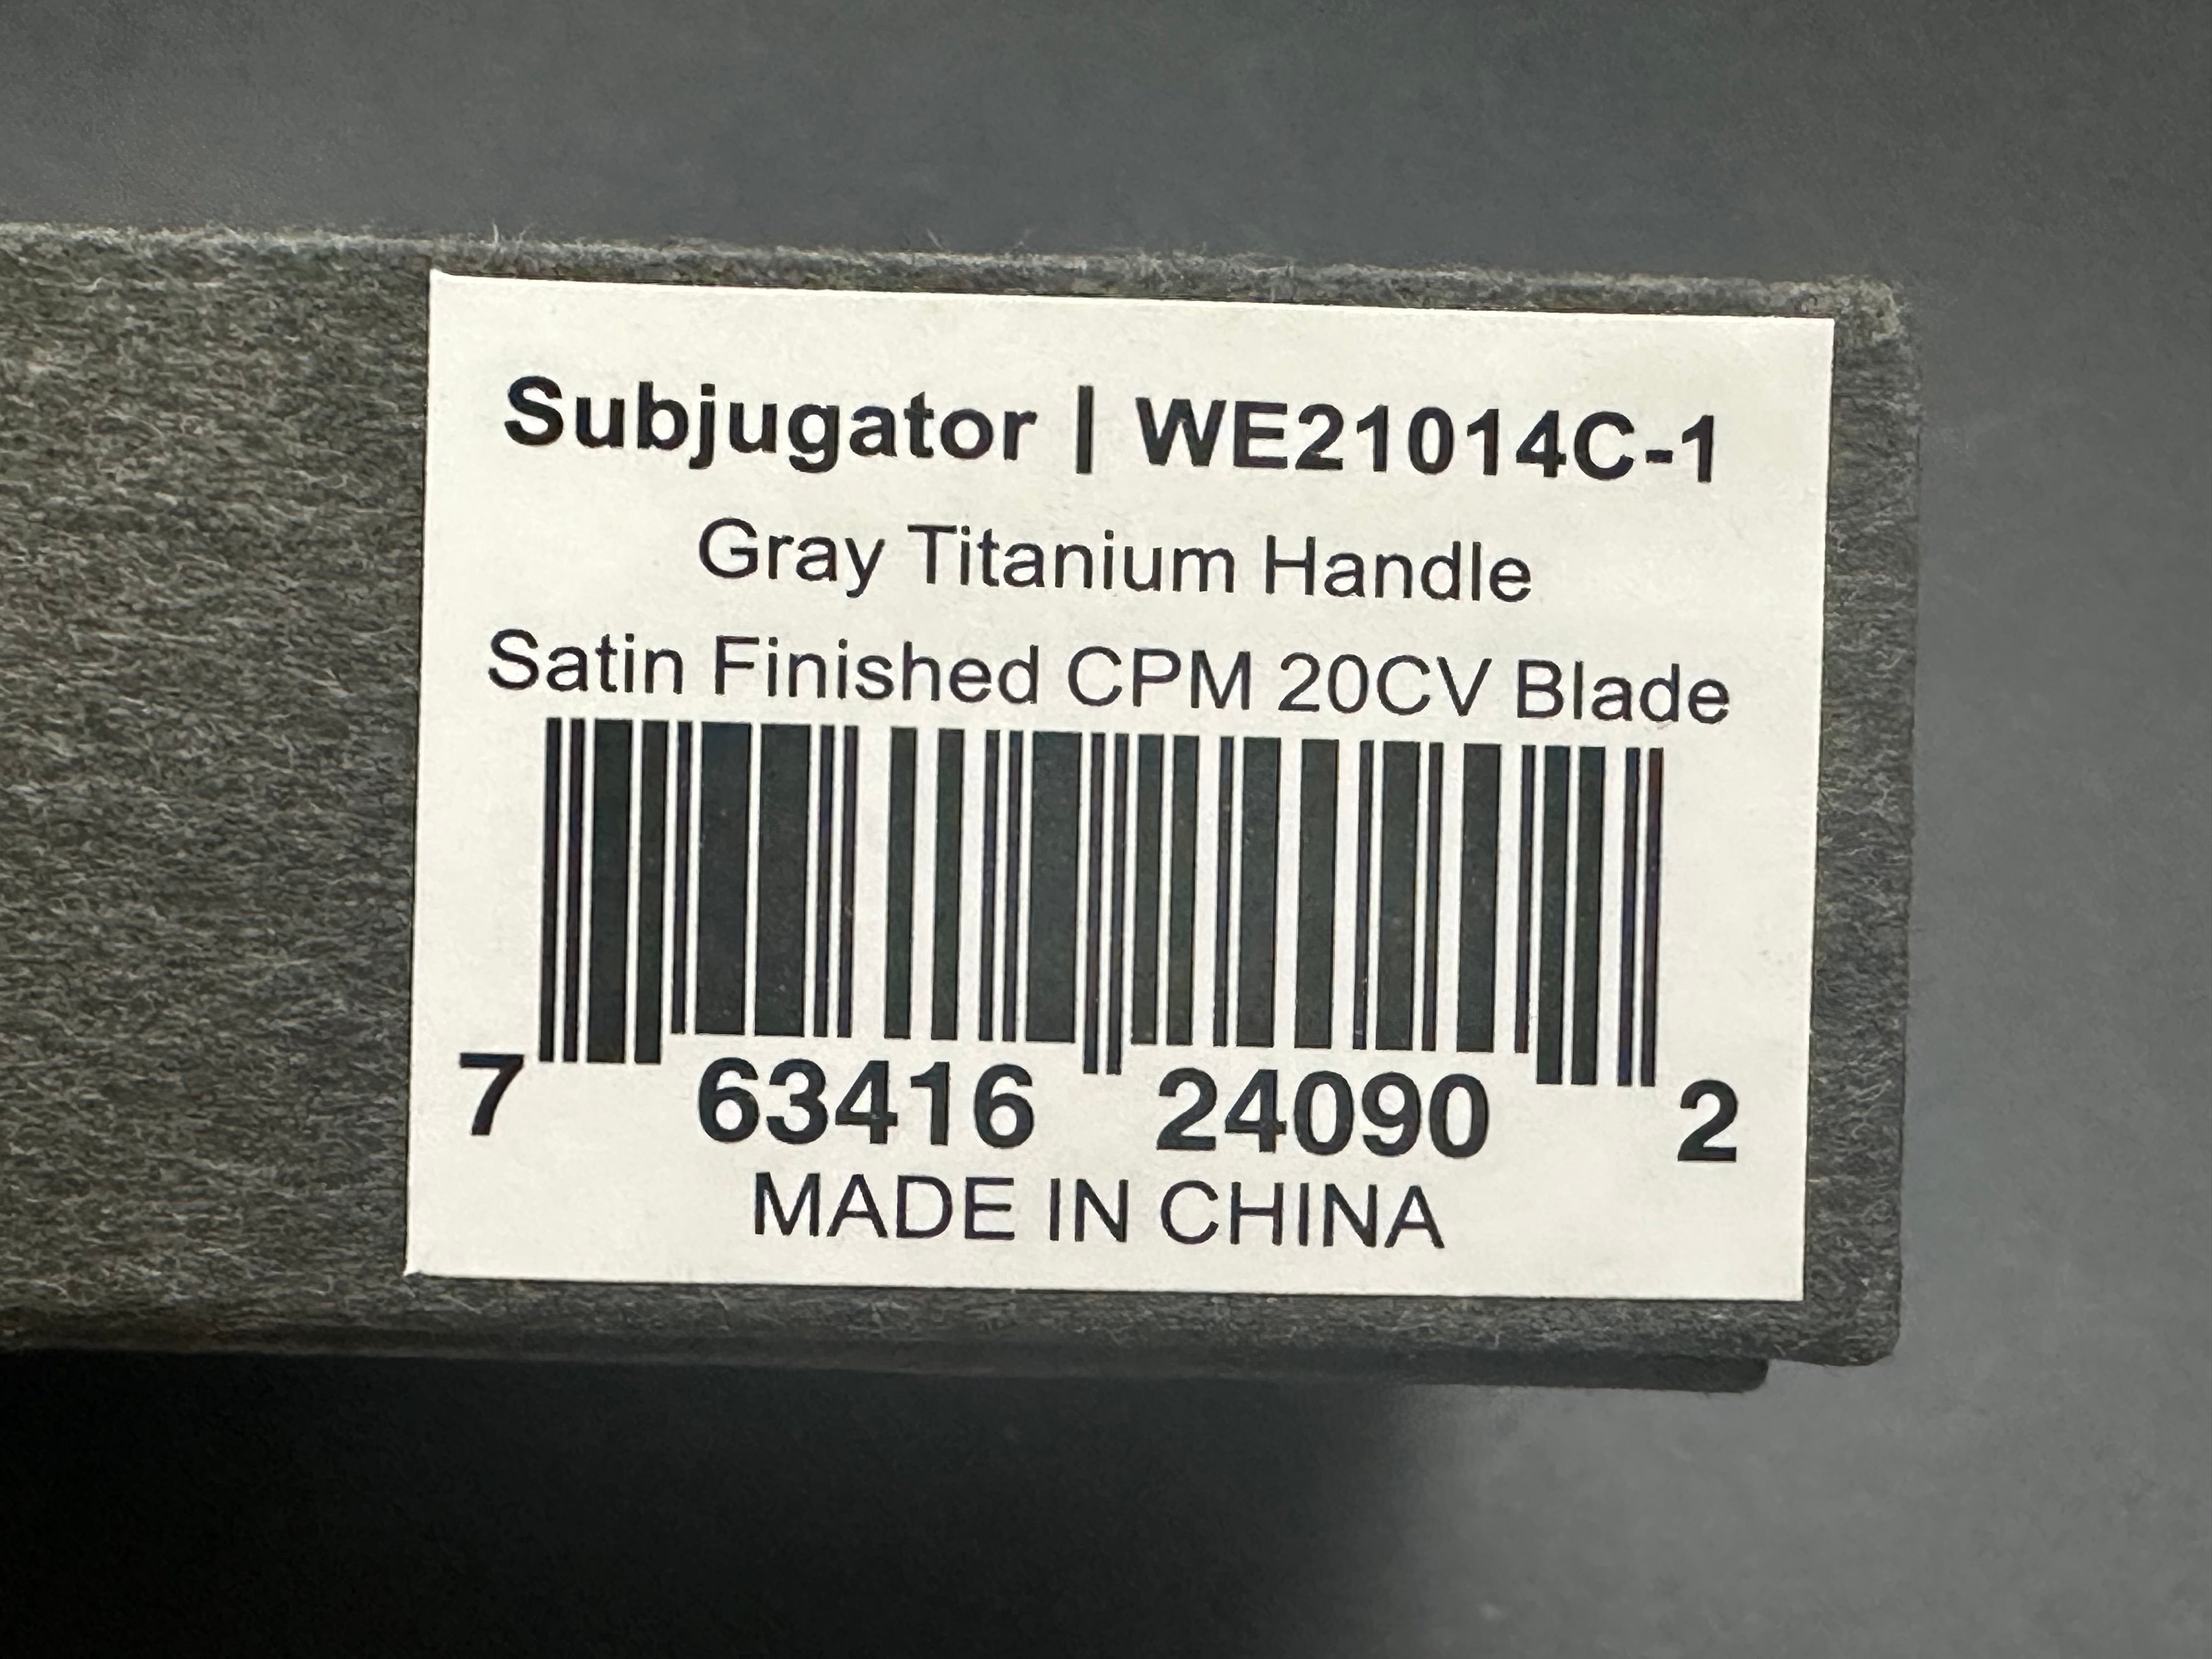 Subjugator | WE21014C-1
Gray Titanium Handle
Satin Finished CPM 20CV Blade
7 63416 24090 2
MADE IN CHINA